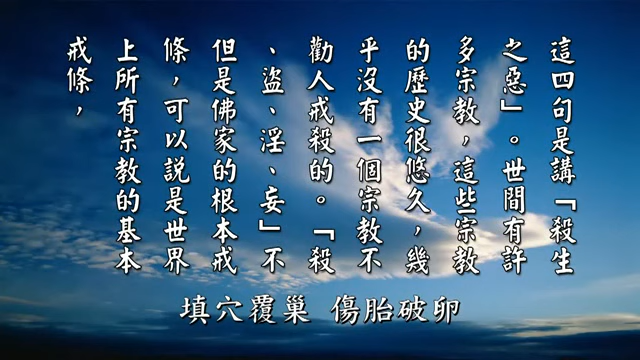 這四句是講「殺生
之惡」。世間有許
多宗教，這些宗教
的歷史很悠久，幾
乎沒有一個宗教不
勸人戒殺的。「殺
、盜、淫、妄」不
但是佛家的根本戒
條，可以說是世界
上所有宗教的基本
戒條，
填穴覆巢 傷胎破卵